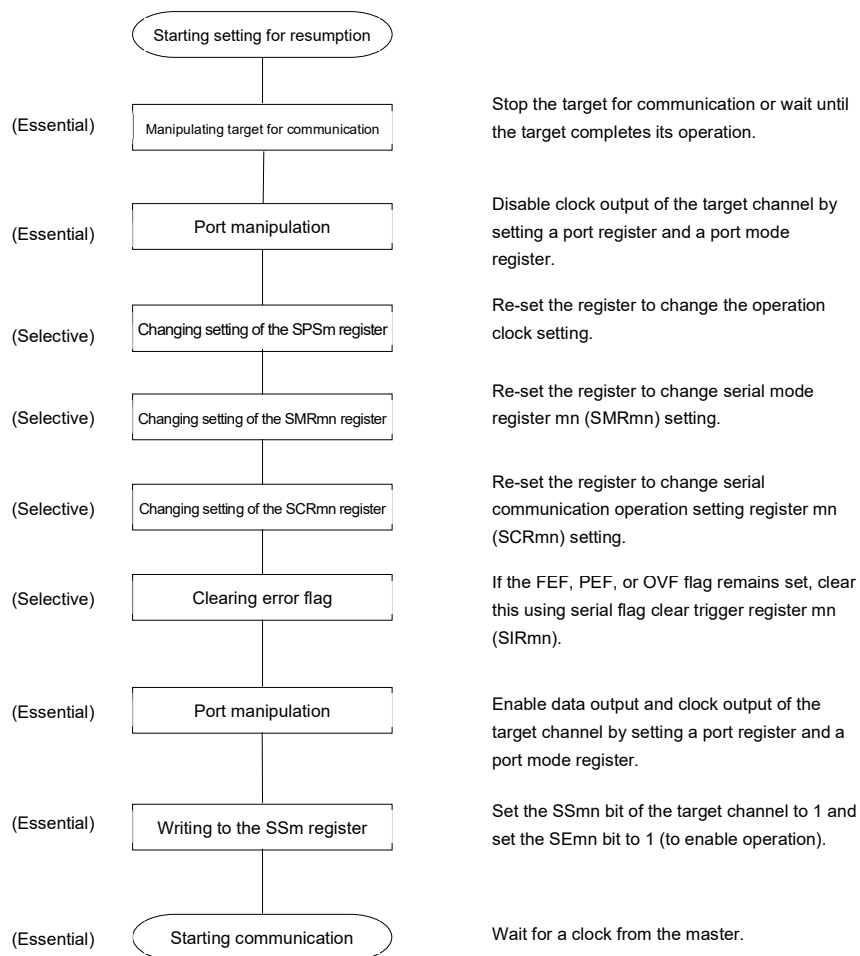 Starting setting for resumption
(Essential)
Manipulating target for communication
Stop the target for communication or wait until
the target completes its operation.
(Essential)
Port manipulation
Disable clock output of the target channel by
setting a port register and a port mode
register.
(Selective)
Changing setting of the SPSm register
Re-set the register to change the operation
clock setting.
(Selective)
Changing setting of the SMRmn register
Re-set the register to change serial mode
register mn (SMRmn) setting.
(Selective)
Changing setting of the SCRmn register
Re-set the register to change serial
communication operation setting register mn
(SCRmn) setting.
(Selective)
Clearing error flag
If the FEF, PEF, or OVF flag remains set, clear
this using serial flag clear trigger register mn
(SIRmn).
(Essential)
Port manipulation
Enable data output and clock output of the
target channel by setting a port register and a
port mode register.
(Essential)
Writing to the SSm register
Set the SSmn bit of the target channel to 1 and
set the SEmn bit to 1 (to enable operation).
(Essential)
Starting communication
Wait for a clock from the master.